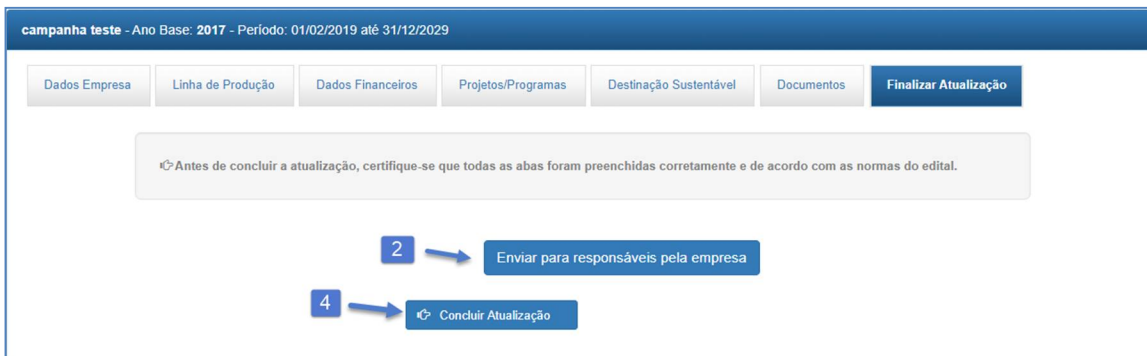 campanha teste - Ano Base: 2017 - Período: 01/02/2019 até 31/12/2029
Dados Empresa Linha de Produção Dados Financeiros Projetos/Programas Destinação Sustentável Documentos Finalizar Atualização
Antes de concluir a atualização, certifique-se que todas as abas foram preenchidas corretamente e de acordo com as normas do edital.
2 Enviar para responsáveis pela empresa
4 Concluir Atualização